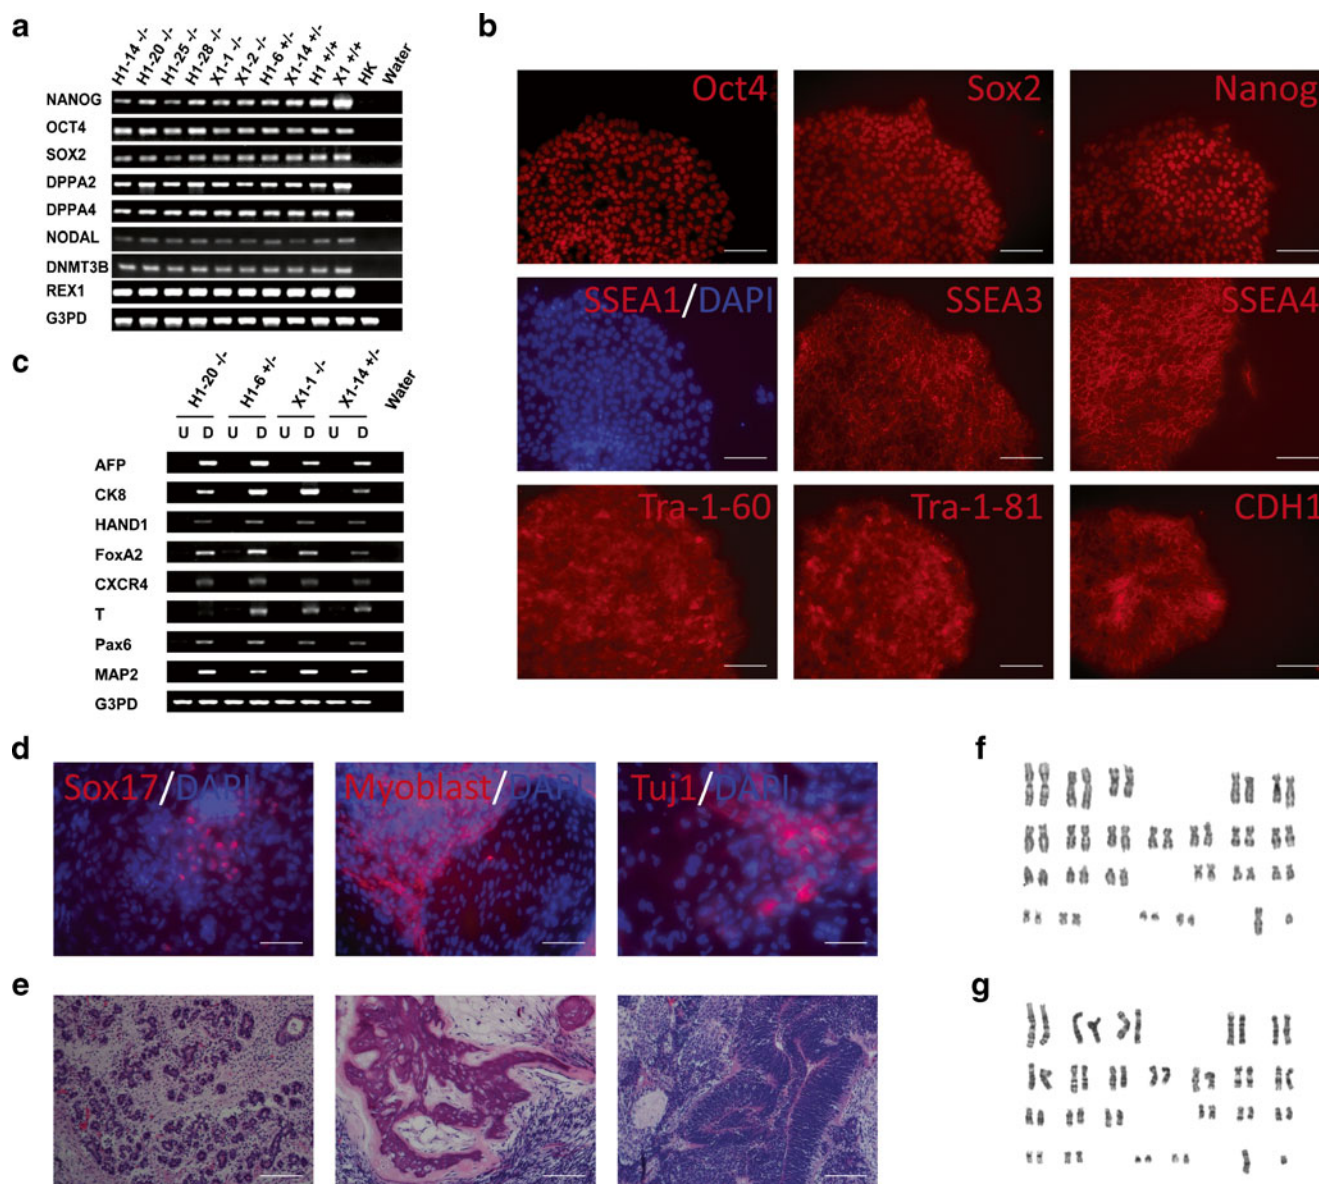 a
H1-14 -/- H1-20 -/- H1-25 -/- H1-28 -/- X1-1 -/- X1-2 -/- H1-6 +/- X1-14 +/- H1 +/+ X1 +/+ HK Water
NANOG
OCT4
SOX2
DPPA2
DPPA4
NODAL
DNMT3B
REX1
G3PD
b
Oct4 Sox2 Nanog
SSEA1/DAPI SSEA3 SSEA4
Tra-1-60 Tra-1-81 CDH1
c
H1-20 -/- H1-6 +/- X1-1 -/- X1-14 +/- Water
U D U D U D U D
AFP
CK8
HAND1
FoxA2
CXCR4
T
Pax6
MAP2
G3PD
d
Sox17/DAPI Myoblast/DAPI Tuj1/DAPI
e
f
g